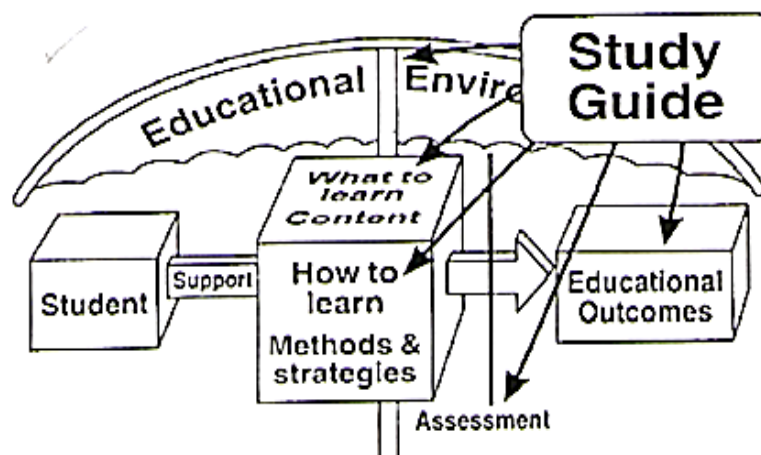 Study
Guide
Educational
What to
learn
Content
Student
Support
How to
learn
Methods &
strategies
Educational
Outcomes
Assessment